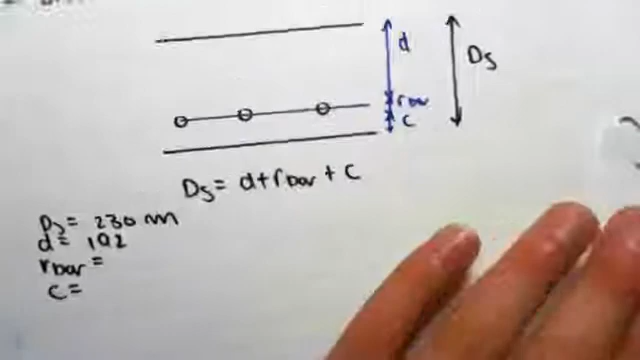 d
Ds
rbar
c
Ds = d + rbar + c
Ds = 230 mm
d = 192
rbar =
c =